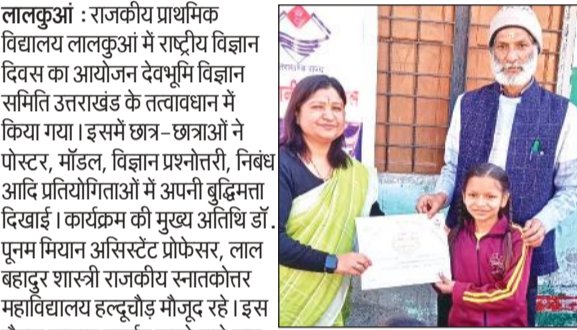 लालकुआं : राजकीय प्राथमिक
विद्यालय लालकुआं में राष्ट्रीय विज्ञान
दिवस का आयोजन देवभूमि विज्ञान
समिति उत्तराखंड के तत्वावधान में
किया गया। इसमें छात्र-छात्राओं ने
पोस्टर, मॉडल, विज्ञान प्रश्नोत्तरी, निबंध
आदि प्रतियोगिताओं में अपनी बुद्धिमत्ता
दिखाई। कार्यक्रम की मुख्य अतिथि डॉ.
पूनम मियान असिस्टेंट प्रोफेसर, लाल
बहादुर शास्त्री राजकीय स्नातकोत्तर
महाविद्यालय हल्दूचौड़ मौजूद रहे। इस